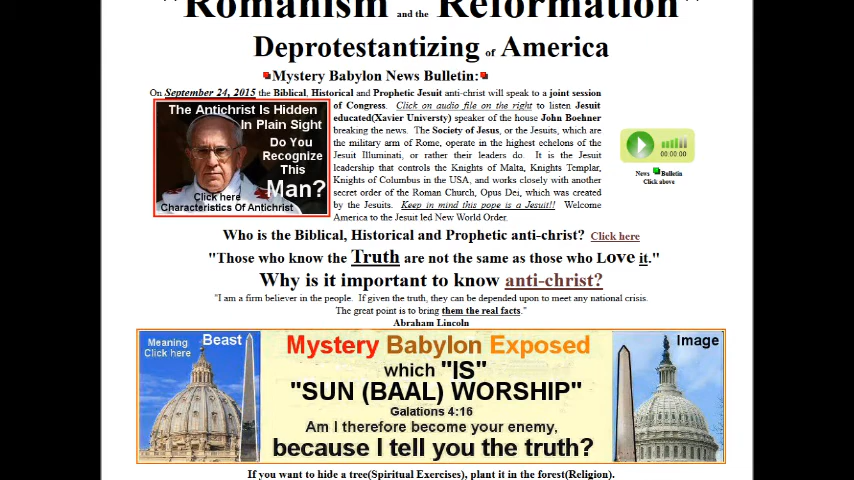 "Romanism and the Reformation"
Deprotestantizing of America
Mystery Babylon News Bulletin:
On September 24, 2015 the Biblical, Historical and Prophetic Jesuit anti-christ will speak to a joint session
of Congress. Click on audio file on the right to listen Jesuit
educated(Xavier Universty) speaker of the house John Boehner
breaking the news. The Society of Jesus, or the Jesuits, which are
the military arm of Rome, operate in the highest echelons of the
Jesuit Illuminati, or rather their leaders do. It is the Jesuit
leadership that controls the Knights of Malta, Knights Templar,
Knights of Columbus in the USA, and works closely with another
secret order of the Roman Church, Opus Dei, which was created
by the Jesuits. Keep in mind this pope is a Jesuit!! Welcome
America to the Jesuit led New World Order.
The Antichrist Is Hidden
In Plain Sight
Do You
Recognize
This
Man?
Click here
Characteristics Of Antichrist
00:00:00
News Bulletin
Click above
Who is the Biblical, Historical and Prophetic anti-christ? Click here
"Those who know the Truth are not the same as those who Love it."
Why is it important to know anti-christ?
"I am a firm believer in the people. If given the truth, they can be depended upon to meet any national crisis.
The great point is to bring them the real facts."
Abraham Lincoln
Meaning
Click here
Beast
Mystery Babylon Exposed
which "IS"
"SUN (BAAL) WORSHIP"
Galations 4:16
Am I therefore become your enemy,
because I tell you the truth?
Image
If you want to hide a tree(Spiritual Exercises), plant it in the forest(Religion).